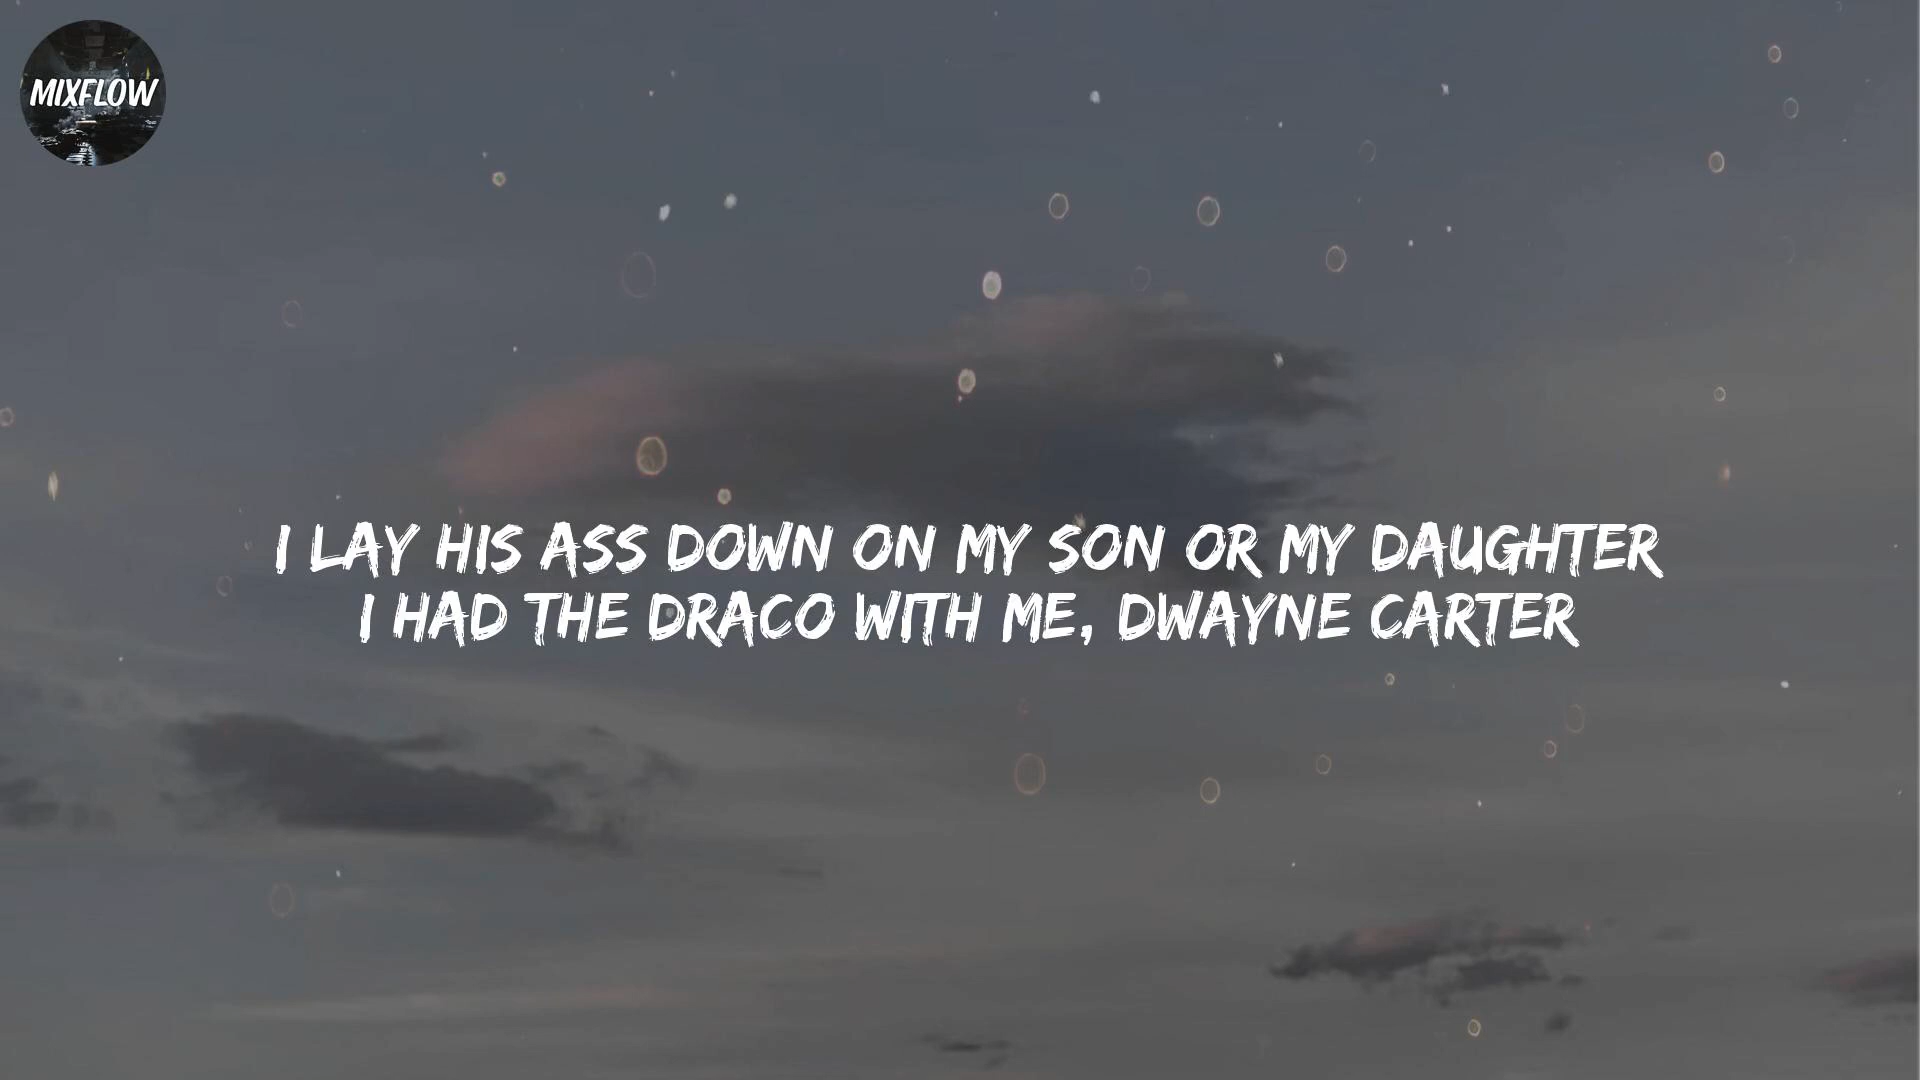 MIXFLOW
I LAY HIS ASS DOWN ON MY SON OR MY DAUGHTER
I HAD THE DRACO WITH ME, DWAYNE CARTER